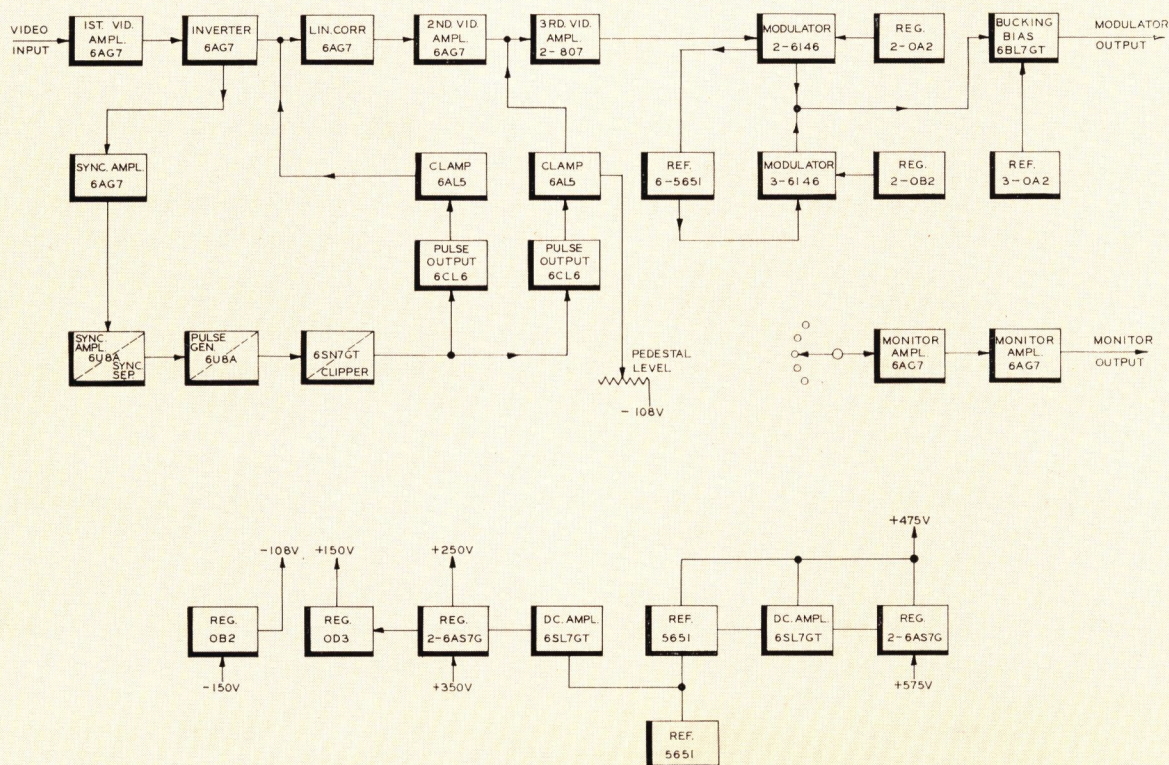 VIDEO
INPUT
1ST. VID.
AMPL.
6AG7
INVERTER
6AG7
LIN.CORR
6AG7
2ND VID.
AMPL.
6AG7
3RD. VID.
AMPL.
2-807
MODULATOR
2-6146
REG.
2-OA2
BUCKING
BIAS
6BL7GT
MODULATOR
OUTPUT
SYNC. AMPL.
6AG7
CLAMP
6AL5
CLAMP
6AL5
REF.
6-5651
MODULATOR
3-6146
REG.
2-OB2
REF.
3-OA2
PULSE
OUTPUT
6CL6
PULSE
OUTPUT
6CL6
SYNC.
AMPL.
6U8A
SYNC.
SEP.
PULSE
GEN.
6U8A
6SN7GT
CLIPPER
PEDESTAL
LEVEL
-108V
MONITOR
AMPL.
6AG7
MONITOR
AMPL.
6AG7
MONITOR
OUTPUT
-108V
+150V
+250V
+475V
REG.
OB2
REG.
OD3
REG.
2-6AS7G
DC. AMPL.
6SL7GT
REF.
5651
DC. AMPL.
6SL7GT
REG.
2-6AS7G
-150V
+350V
+575V
REF.
5651